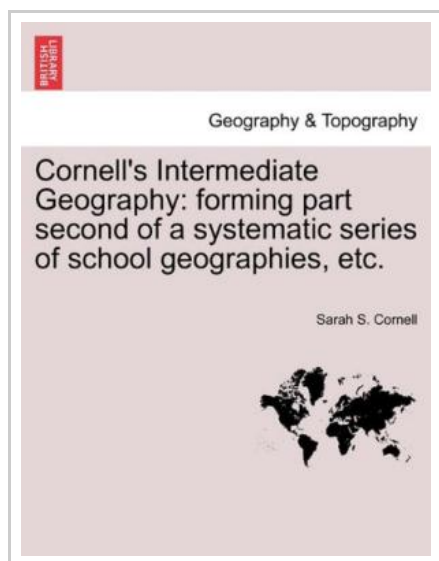 BRITISH
LIBRARY
Geography & Topography
Cornell's Intermediate
Geography: forming part
second of a systematic series
of school geographies, etc.
Sarah S. Cornell